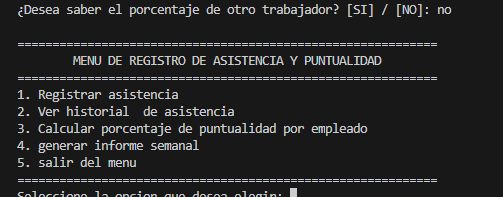 ¿Desea saber el porcentaje de otro trabajador? [SI] / [NO]: no
============================================================
MENU DE REGISTRO DE ASISTENCIA Y PUNTUALIDAD
============================================================
1. Registrar asistencia
2. Ver historial  de asistencia
3. Calcular porcentaje de puntualidad por empleado
4. generar informe semanal
5. salir del menu
============================================================
Seleccione la opcion que desea elegin: